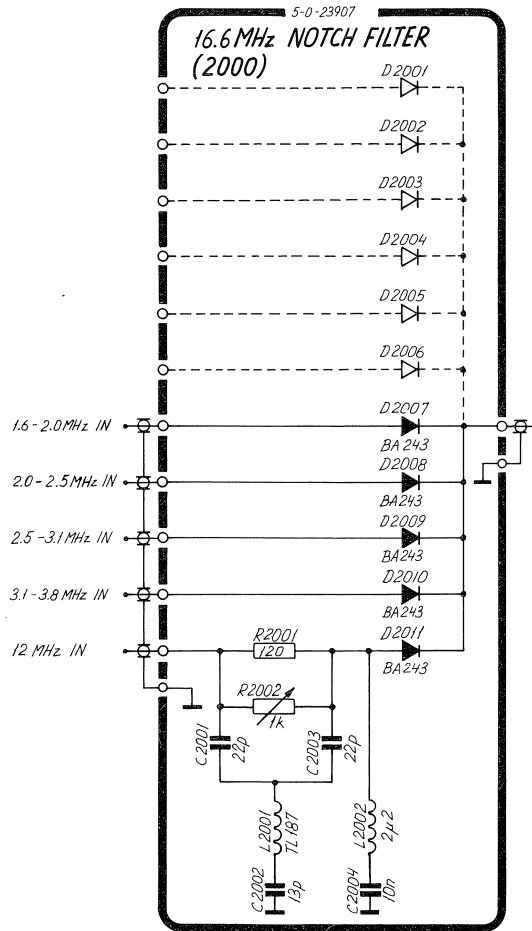 5-0-23907
16.6 MHz NOTCH FILTER
(2000)
D2001
D2002
D2003
D2004
D2005
D2006
D2007
1.6-2.0MHz IN
BA243
D2008
2.0-2.5MHz IN
BA243
D2009
2.5-3.1MHz IN
BA243
D2010
3.1-3.8MHz IN
BA243
D2011
12 MHz IN
R2001
120
BA243
R2002
1k
C2001
22p
C2003
22p
L2001
TL187
L2002
2μ2
C2002
13p
C2004
10n